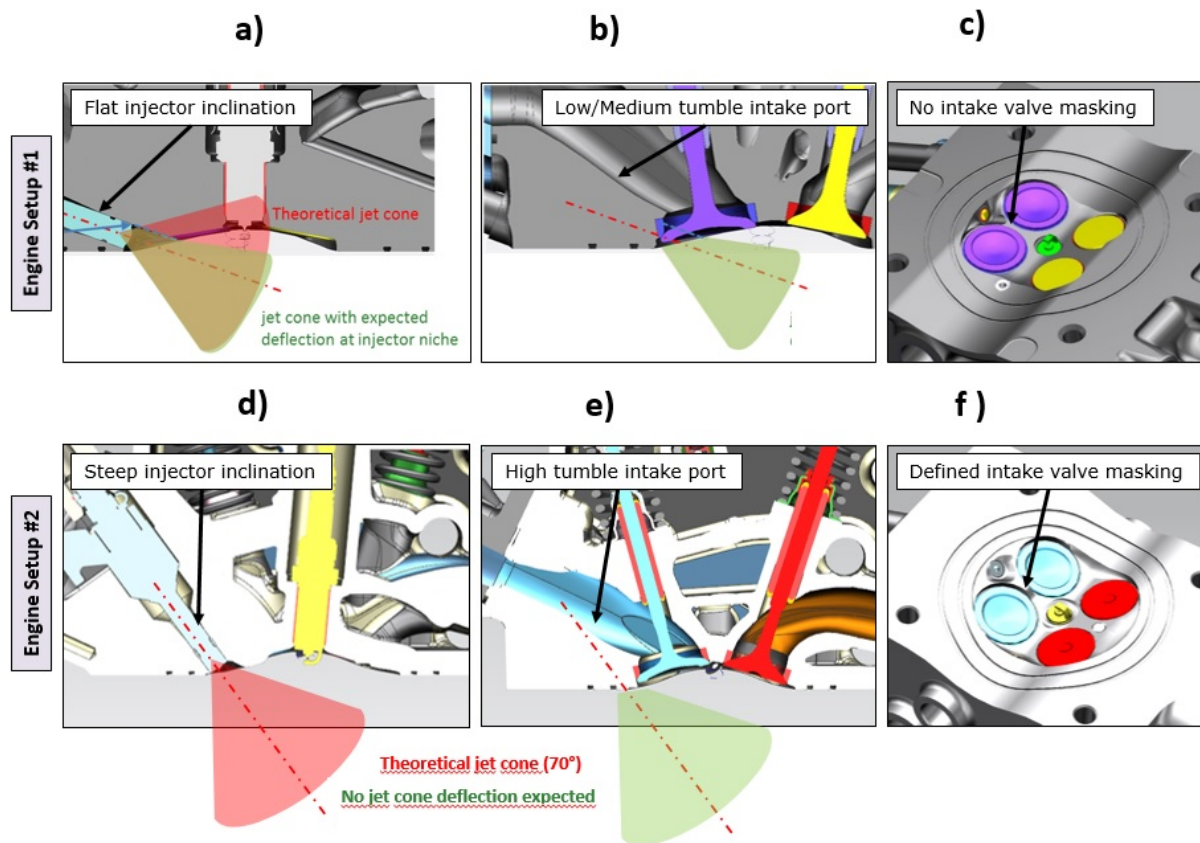 a)
b)
c)
Engine Setup #1
Flat injector inclination
Theoretical jet cone
jet cone with expected
deflection at injector niche
Low/Medium tumble intake port
No intake valve masking
d)
e)
f )
Engine Setup #2
Steep injector inclination
High tumble intake port
Defined intake valve masking
Theoretical jet cone (70°)
No jet cone deflection expected